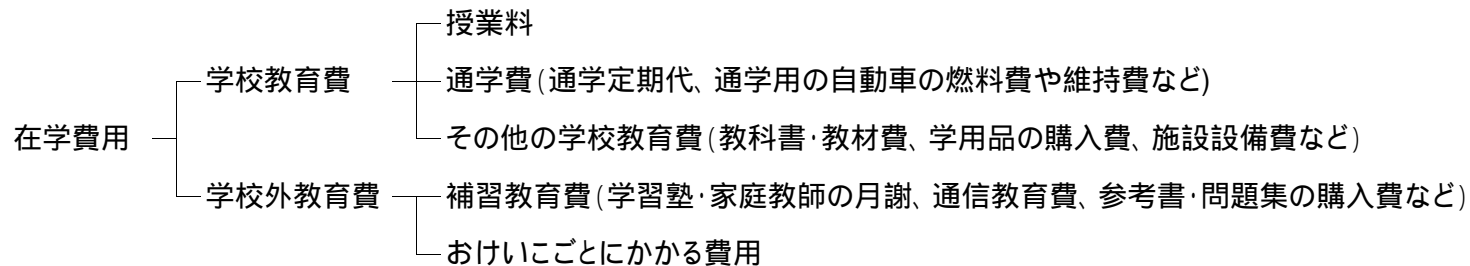 授業料
学校教育費 通学費(通学定期代、通学用の自動車の燃料費や維持費など)
在学費用 その他の学校教育費(教科書・教材費、学用品の購入費、施設設備費など)
学校外教育費 補習教育費(学習塾・家庭教師の月謝、通信教育費、参考書・問題集の購入費など)
おけいこごとにかかる費用